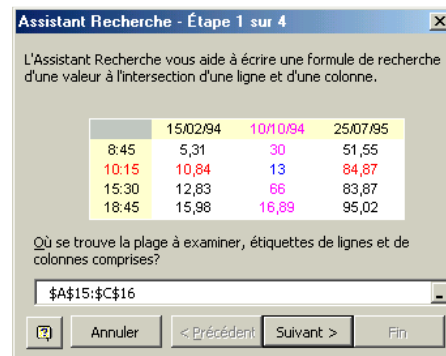 Assistant Recherche - Étape 1 sur 4
L'Assistant Recherche vous aide à écrire une formule de recherche
d'une valeur à l'intersection d'une ligne et d'une colonne.
15/02/94 10/10/94 25/07/95
8:45 5,31 30 51,55
10:15 10,84 13 84,87
15:30 12,83 66 83,87
18:45 15,98 16,89 95,02
Où se trouve la plage à examiner, étiquettes de lignes et de
colonnes comprises?
$A$15:$C$16
Annuler < Précédent Suivant > Fin